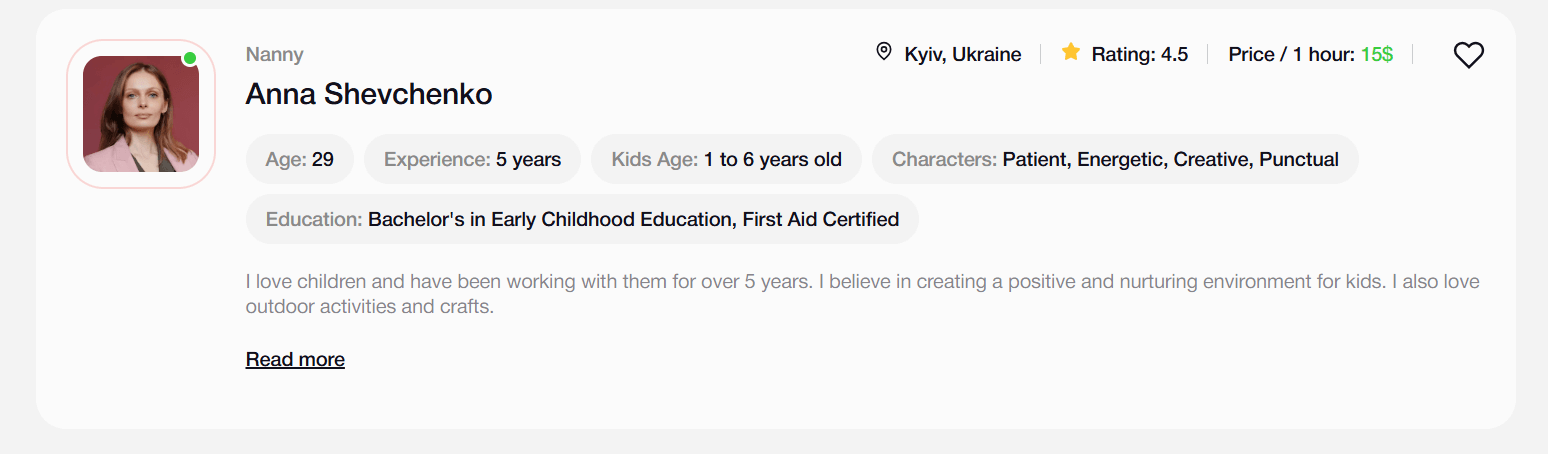 Nanny
Kyiv, Ukraine
Rating: 4.5
Price / 1 hour: 15$
Anna Shevchenko
Age: 29
Experience: 5 years
Kids Age: 1 to 6 years old
Characters: Patient, Energetic, Creative, Punctual
Education: Bachelor's in Early Childhood Education, First Aid Certified
I love children and have been working with them for over 5 years. I believe in creating a positive and nurturing environment for kids. I also love
outdoor activities and crafts.
Read more